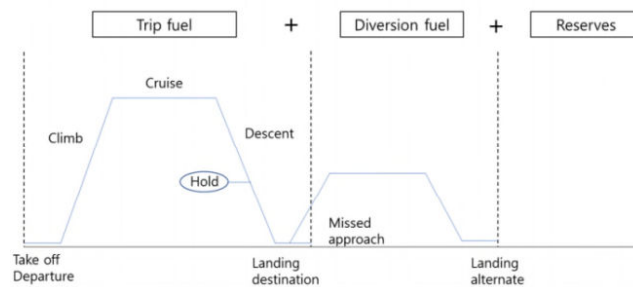 Trip fuel + Diversion fuel + Reserves
Cruise
Climb
Descent
Hold
Missed
approach
Take off
Departure
Landing
destination
Landing
alternate